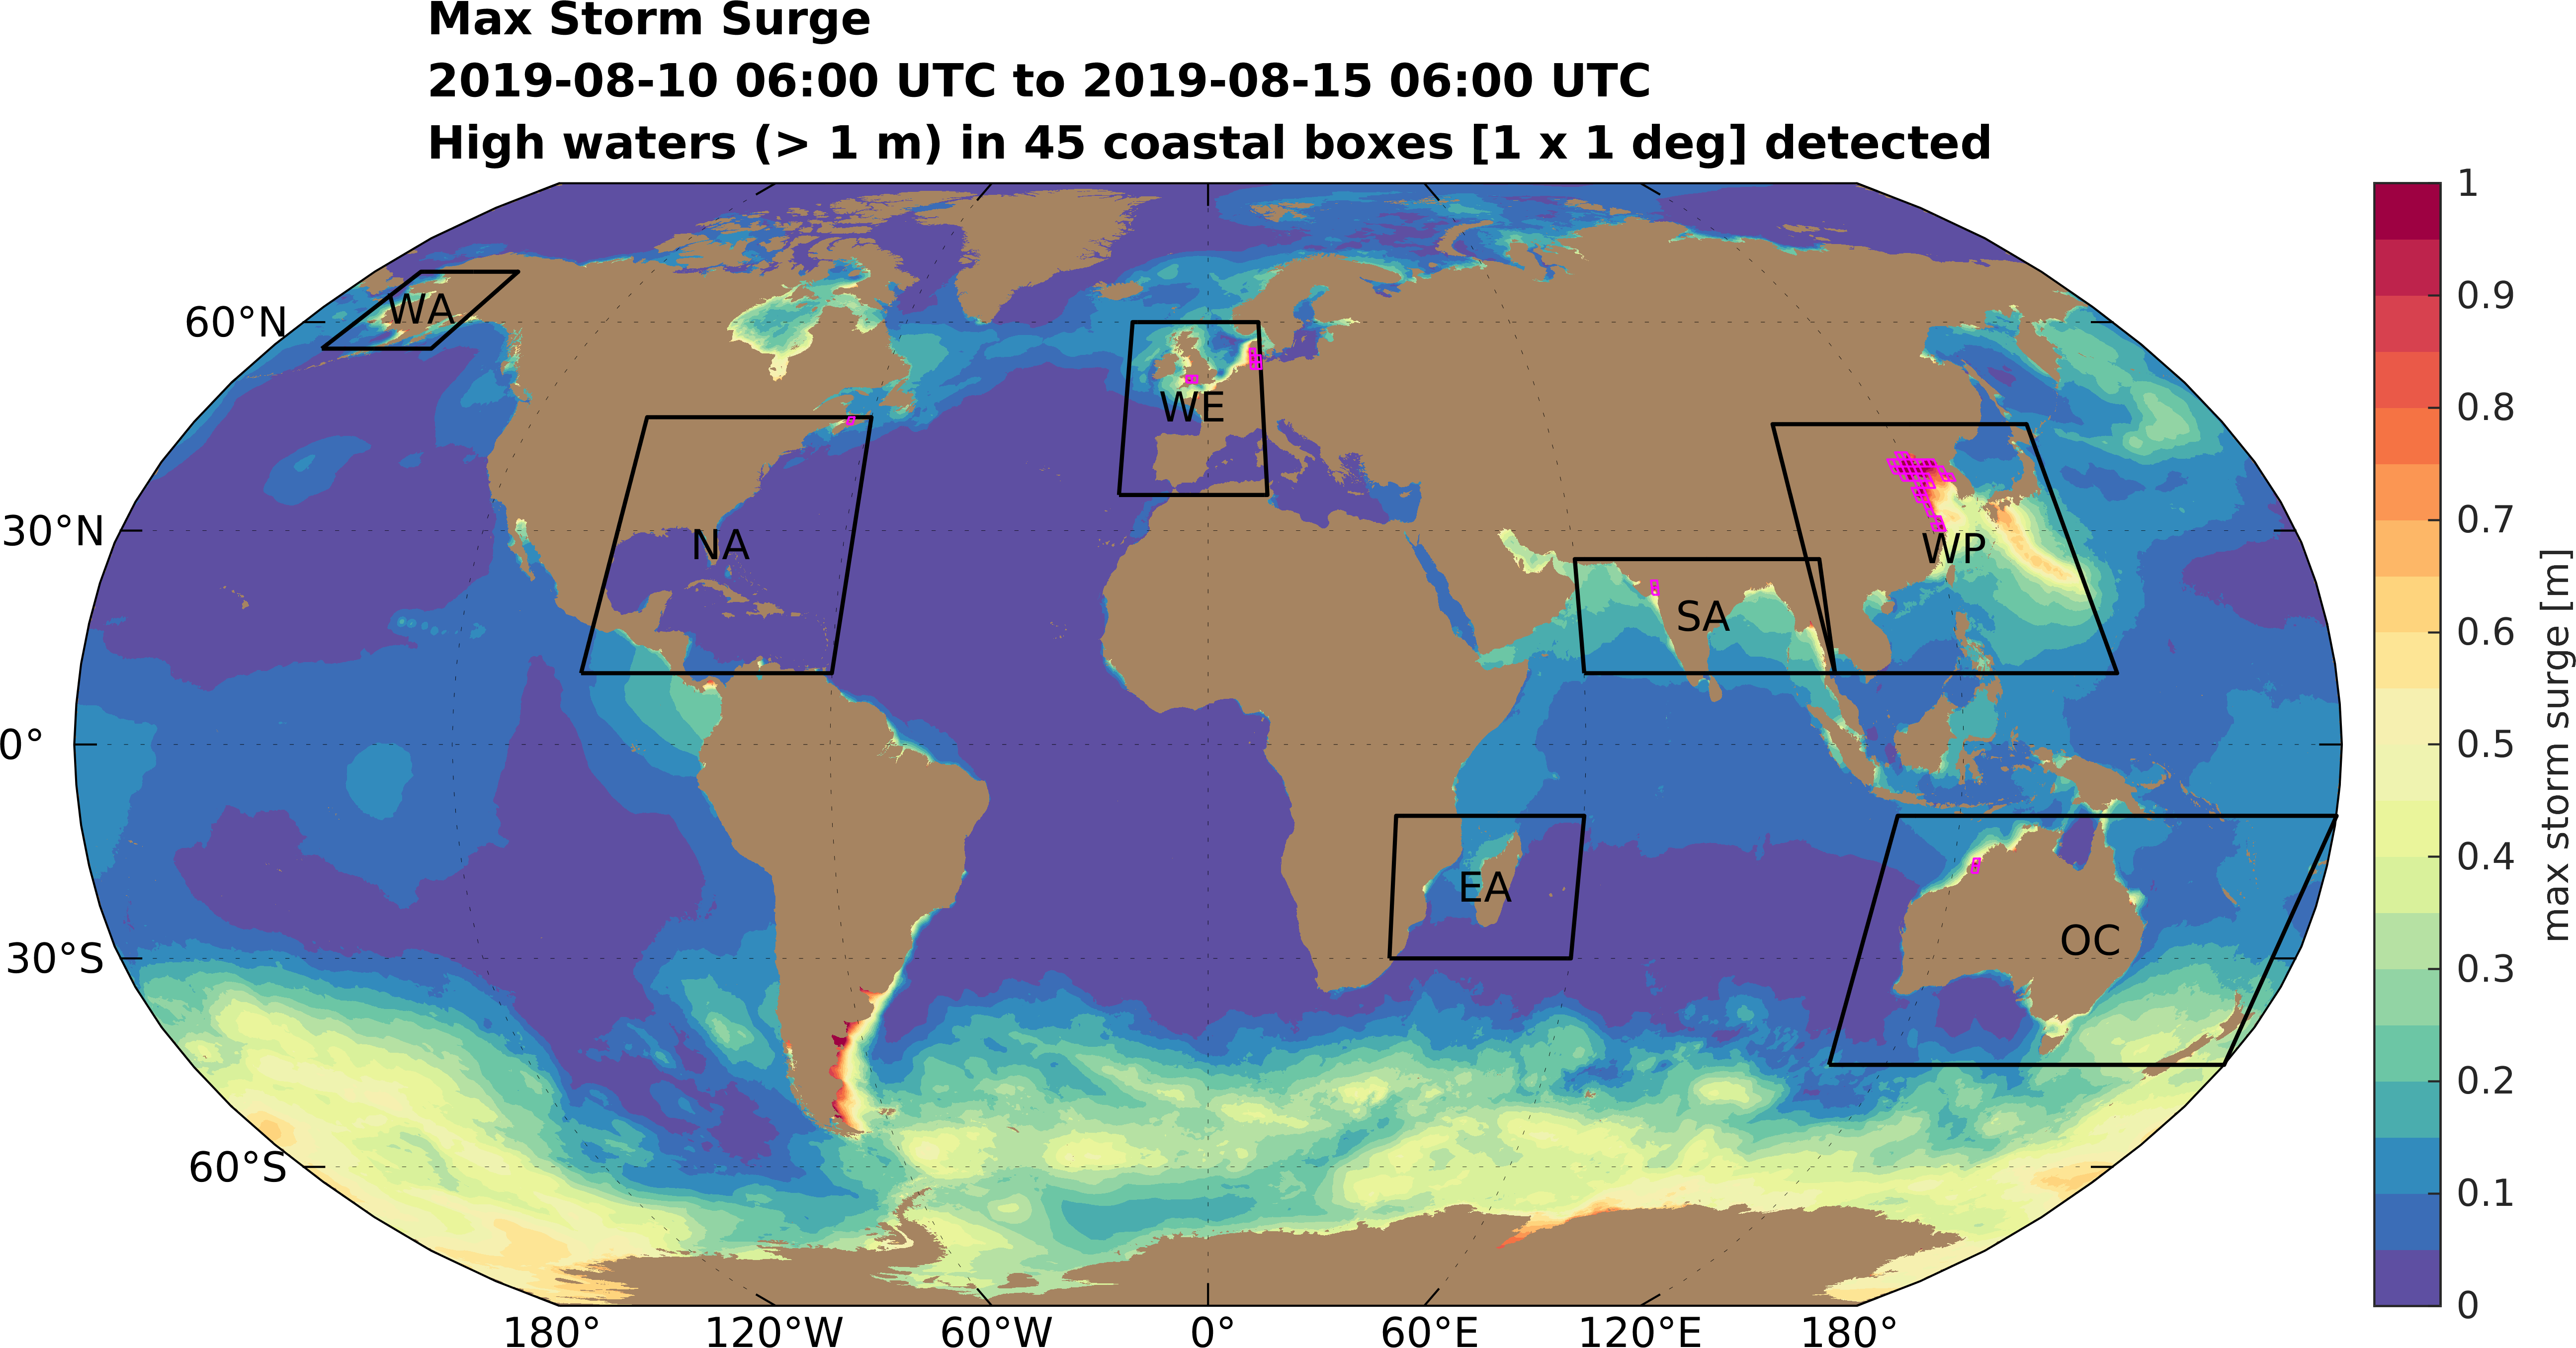 Max Storm Surge
2019-08-10 06:00 UTC to 2019-08-15 06:00 UTC
High waters (> 1 m) in 45 coastal boxes [1 x 1 deg] detected
60°N
30°N
0°
30°S
60°S
WA
NA
WE
WP
SA
EA
OC
180°
120°W
60°W
0°
60°E
120°E
180°
1
0.9
0.8
0.7
0.6
0.5
0.4
0.3
0.2
0.1
0
max storm surge [m]